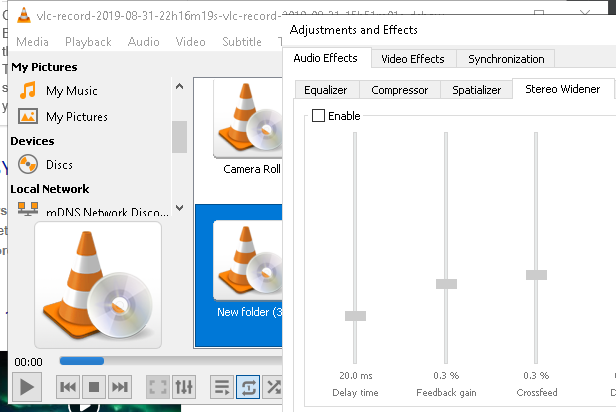 vlc-record-2019-08-31-22h16m19s-vlc-record-2019-08-31-15h51
Media Playback Audio Video Subtitle T
My Pictures
My Music
My Pictures
Devices
Discs
Local Network
mDNS Network Disco...
Camera Roll
New folder (3
00:00
Adjustments and Effects
Audio Effects Video Effects Synchronization
Equalizer Compressor Spatializer Stereo Widener
Enable
20.0 ms 0.3 % 0.3 %
Delay time Feedback gain Crossfeed D